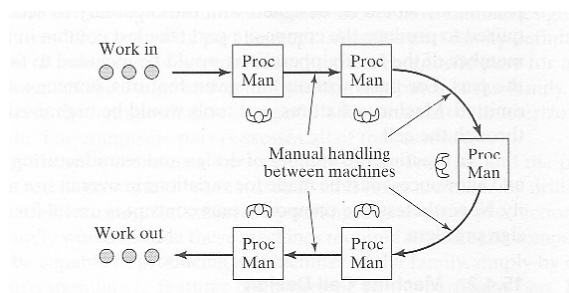 Work in
Proc
Man
Proc
Man
Manual handling
between machines
Proc
Man
Work out
Proc
Man
Proc
Man